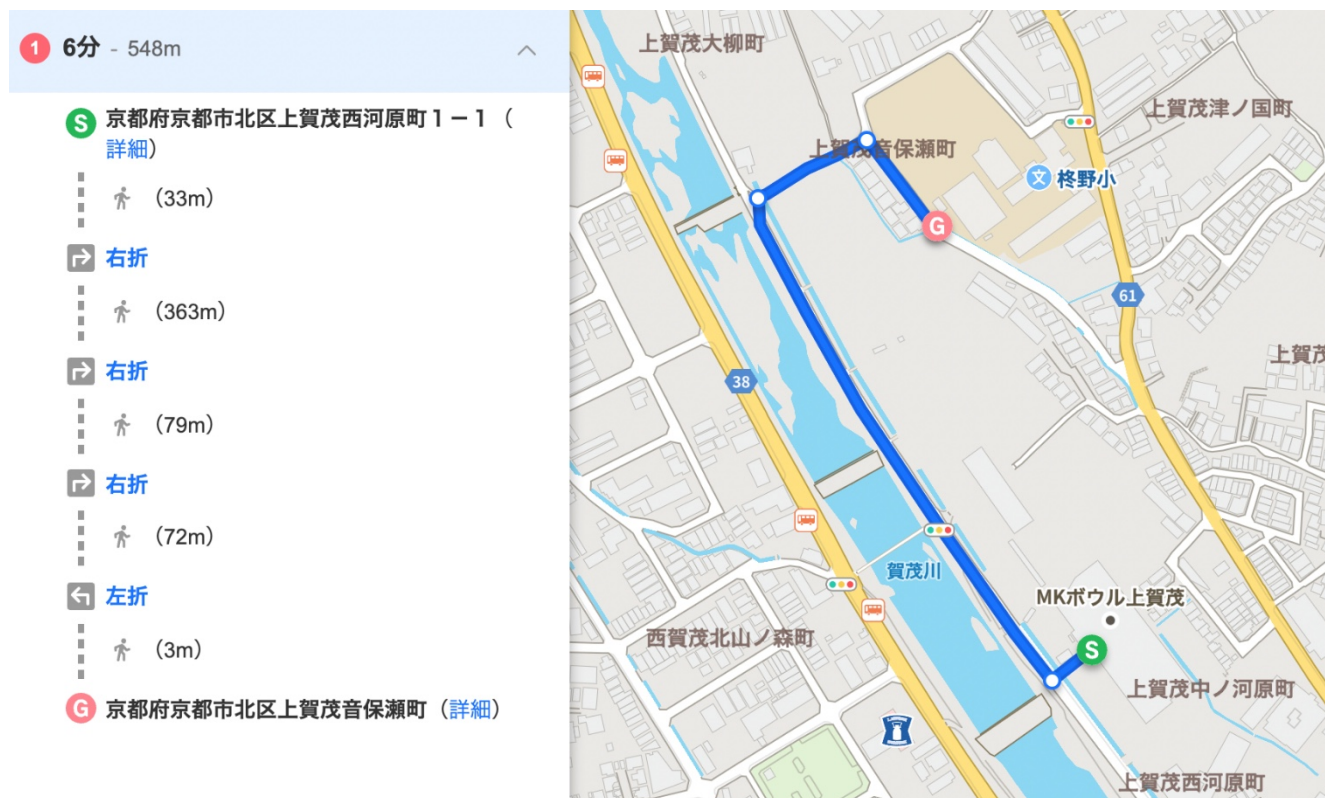 1 6分 - 548m
S 京都府京都市北区上賀茂西河原町1－1（
詳細）
（33m）
右折
（363m）
右折
（79m）
右折
（72m）
左折
（3m）
G 京都府京都市北区上賀茂音保瀬町（詳細）
上賀茂大柳町
上賀茂津ノ国町
上賀茂音保瀬町
文 柊野小
G
61
上賀茂
38
賀茂川
MKボウル上賀茂
西賀茂北山ノ森町
S
上賀茂中ノ河原町
上賀茂西河原町